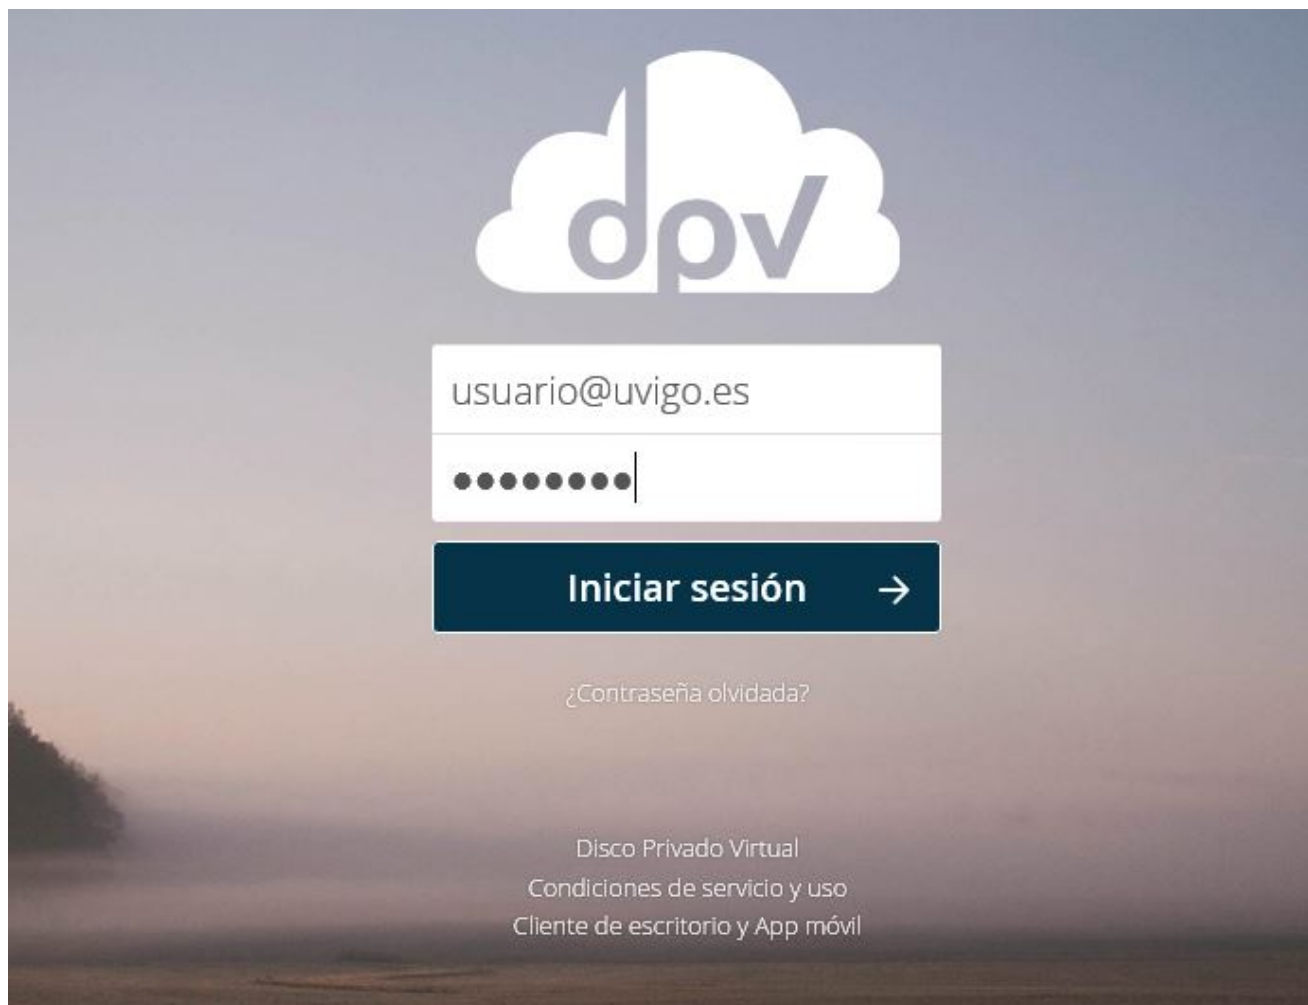 dpv
usuario@uvigo.es
••••••••
Iniciar sesión →
¿Contraseña olvidada?
Disco Privado Virtual
Condiciones de servicio y uso
Cliente de escritorio y App móvil